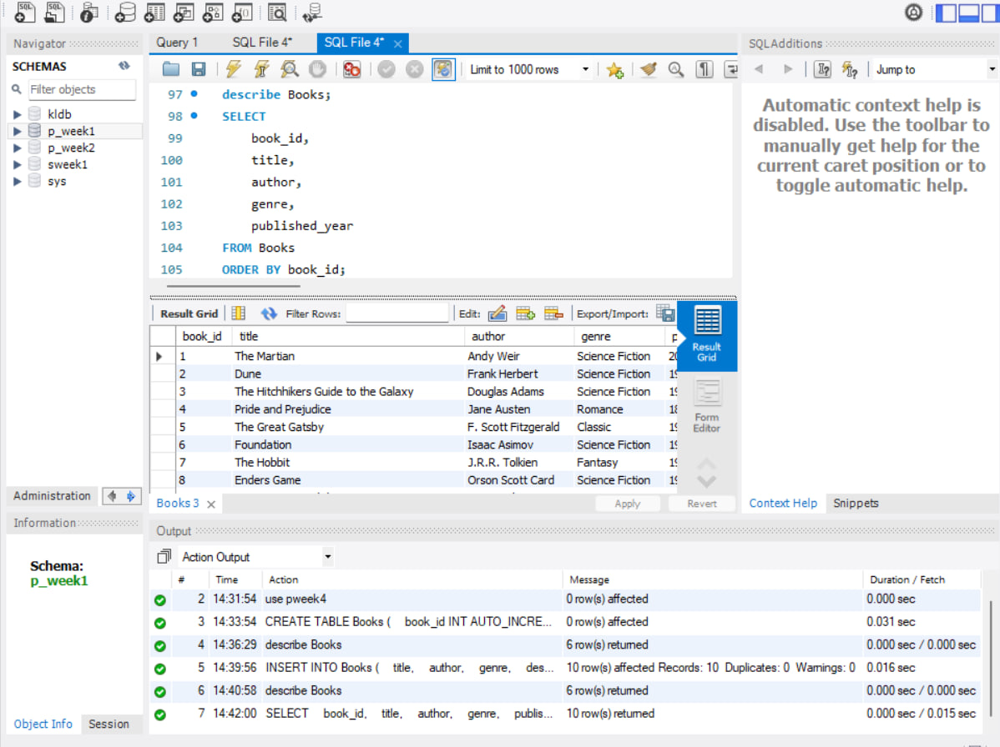 Navigator
SCHEMAS
Filter objects
kldb
p_week1
p_week2
sweek1
sys
Administration
Information
Schema:
p_week1
Object Info Session
Query 1 SQL File 4* SQL File 4*
Limit to 1000 rows
97 describe Books;
98 SELECT
99 book_id,
100 title,
101 author,
102 genre,
103 published_year
104 FROM Books
105 ORDER BY book_id;
Result Grid Filter Rows: Edit: Export/Import:
book_id title author genre p
1 The Martian Andy Weir Science Fiction 20
2 Dune Frank Herbert Science Fiction 19
3 The Hitchhikers Guide to the Galaxy Douglas Adams Science Fiction 19
4 Pride and Prejudice Jane Austen Romance 18
5 The Great Gatsby F. Scott Fitzgerald Classic 19
6 Foundation Isaac Asimov Science Fiction 19
7 The Hobbit J.R.R. Tolkien Fantasy 19
8 Enders Game Orson Scott Card Science Fiction 19
Result
Grid
Form
Editor
Books 3 Apply Revert
SQLAdditions
Jump to
Automatic context help is
disabled. Use the toolbar to
manually get help for the
current caret position or to
toggle automatic help.
Context Help Snippets
Output
Action Output
# Time Action Message Duration / Fetch
2 14:31:54 use pweek4 0 row(s) affected 0.000 sec
3 14:33:54 CREATE TABLE Books ( book_id INT AUTO_INCRE... 0 row(s) affected 0.031 sec
4 14:36:29 describe Books 6 row(s) returned 0.000 sec / 0.000 sec
5 14:39:56 INSERT INTO Books ( title, author, genre, des... 10 row(s) affected Records: 10 Duplicates: 0 Warnings: 0 0.016 sec
6 14:40:58 describe Books 6 row(s) returned 0.000 sec / 0.000 sec
7 14:42:00 SELECT book_id, title, author, genre, publis... 10 row(s) returned 0.000 sec / 0.015 sec